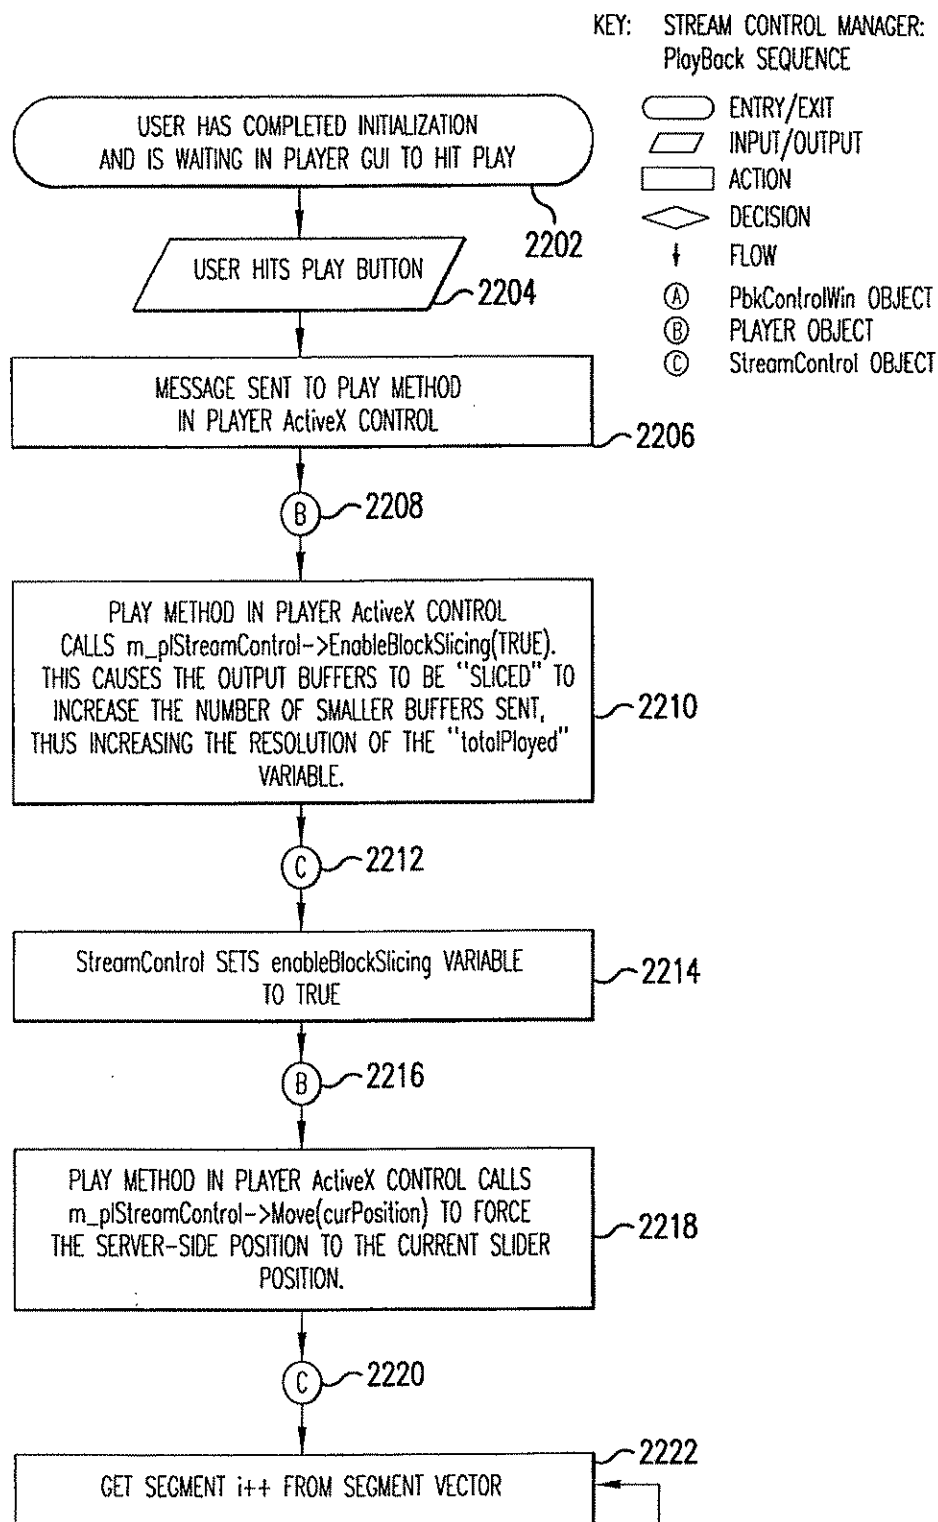 KEY: STREAM CONTROL MANAGER:
PlayBack SEQUENCE
ENTRY/EXIT
INPUT/OUTPUT
ACTION
DECISION
FLOW
A PbkControlWin OBJECT
B PLAYER OBJECT
C StreamControl OBJECT
USER HAS COMPLETED INITIALIZATION
AND IS WAITING IN PLAYER GUI TO HIT PLAY
2202
USER HITS PLAY BUTTON
2204
MESSAGE SENT TO PLAY METHOD
IN PLAYER ActiveX CONTROL
2206
B
2208
PLAY METHOD IN PLAYER ActiveX CONTROL
CALLS m_plStreamControl->EnableBlockSlicing(TRUE).
THIS CAUSES THE OUTPUT BUFFERS TO BE "SLICED" TO
INCREASE THE NUMBER OF SMALLER BUFFERS SENT,
THUS INCREASING THE RESOLUTION OF THE "totalPlayed"
VARIABLE.
2210
C
2212
StreamControl SETS enableBlockSlicing VARIABLE
TO TRUE
2214
B
2216
PLAY METHOD IN PLAYER ActiveX CONTROL CALLS
m_plStreamControl->Move(curPosition) TO FORCE
THE SERVER-SIDE POSITION TO THE CURRENT SLIDER
POSITION.
2218
C
2220
GET SEGMENT i++ FROM SEGMENT VECTOR
2222